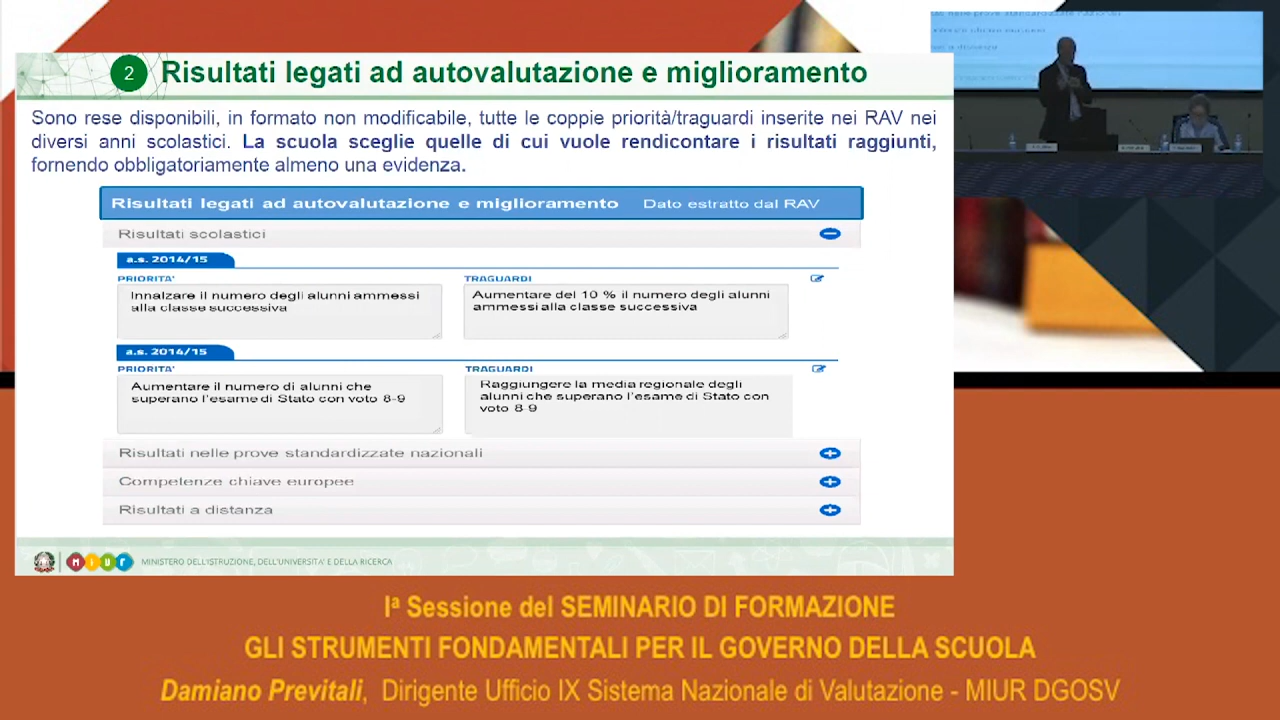 2 Risultati legati ad autovalutazione e miglioramento
Sono rese disponibili, in formato non modificabile, tutte le coppie priorità/traguardi inserite nei RAV nei
diversi anni scolastici. La scuola sceglie quelle di cui vuole rendicontare i risultati raggiunti,
fornendo obbligatoriamente almeno una evidenza.
Risultati legati ad autovalutazione e miglioramento Dato estratto dal RAV
Risultati scolastici
a.s. 2014/15
PRIORITA' TRAGUARDI
Innalzare il numero degli alunni ammessi
alla classe successiva
Aumentare del 10 % il numero degli alunni
ammessi alla classe successiva
a.s. 2014/15
PRIORITA' TRAGUARDI
Aumentare il numero di alunni che
superano l'esame di Stato con voto 8-9
Raggiungere la media regionale degli
alunni che superano l'esame di Stato con
voto 8-9
Risultati nelle prove standardizzate nazionali
Competenze chiave europee
Risultati a distanza
MIUR MINISTERO DELL'ISTRUZIONE, DELL'UNIVERSITA' E DELLA RICERCA
Iª Sessione del SEMINARIO DI FORMAZIONE
GLI STRUMENTI FONDAMENTALI PER IL GOVERNO DELLA SCUOLA
Damiano Previtali, Dirigente Ufficio IX Sistema Nazionale di Valutazione - MIUR DGOSV